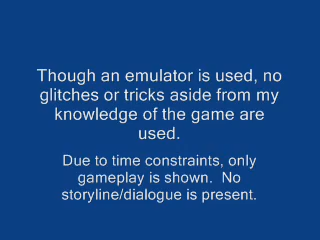 Though an emulator is used, no
glitches or tricks aside from my
knowledge of the game are
used.
Due to time constraints, only
gameplay is shown.  No
storyline/dialogue is present.